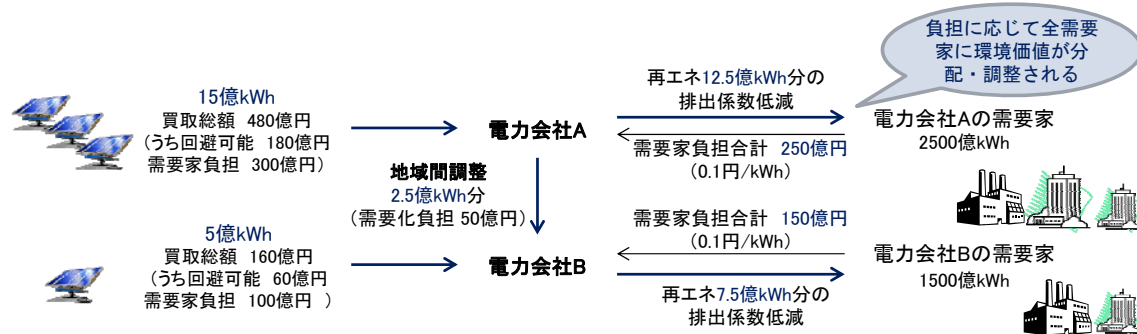 負担に応じて全需要
家に環境価値が分
配・調整される
15億kWh
買取総額 480億円
(うち回避可能 180億円
需要家負担 300億円)
電力会社A
再エネ12.5億kWh分の
排出係数低減
需要家負担合計 250億円
(0.1円/kWh)
電力会社Aの需要家
2500億kWh
地域間調整
2.5億kWh分
(需要化負担 50億円)
5億kWh
買取総額 160億円
(うち回避可能 60億円
需要家負担 100億円 )
電力会社B
需要家負担合計 150億円
(0.1円/kWh)
再エネ7.5億kWh分の
排出係数低減
電力会社Bの需要家
1500億kWh